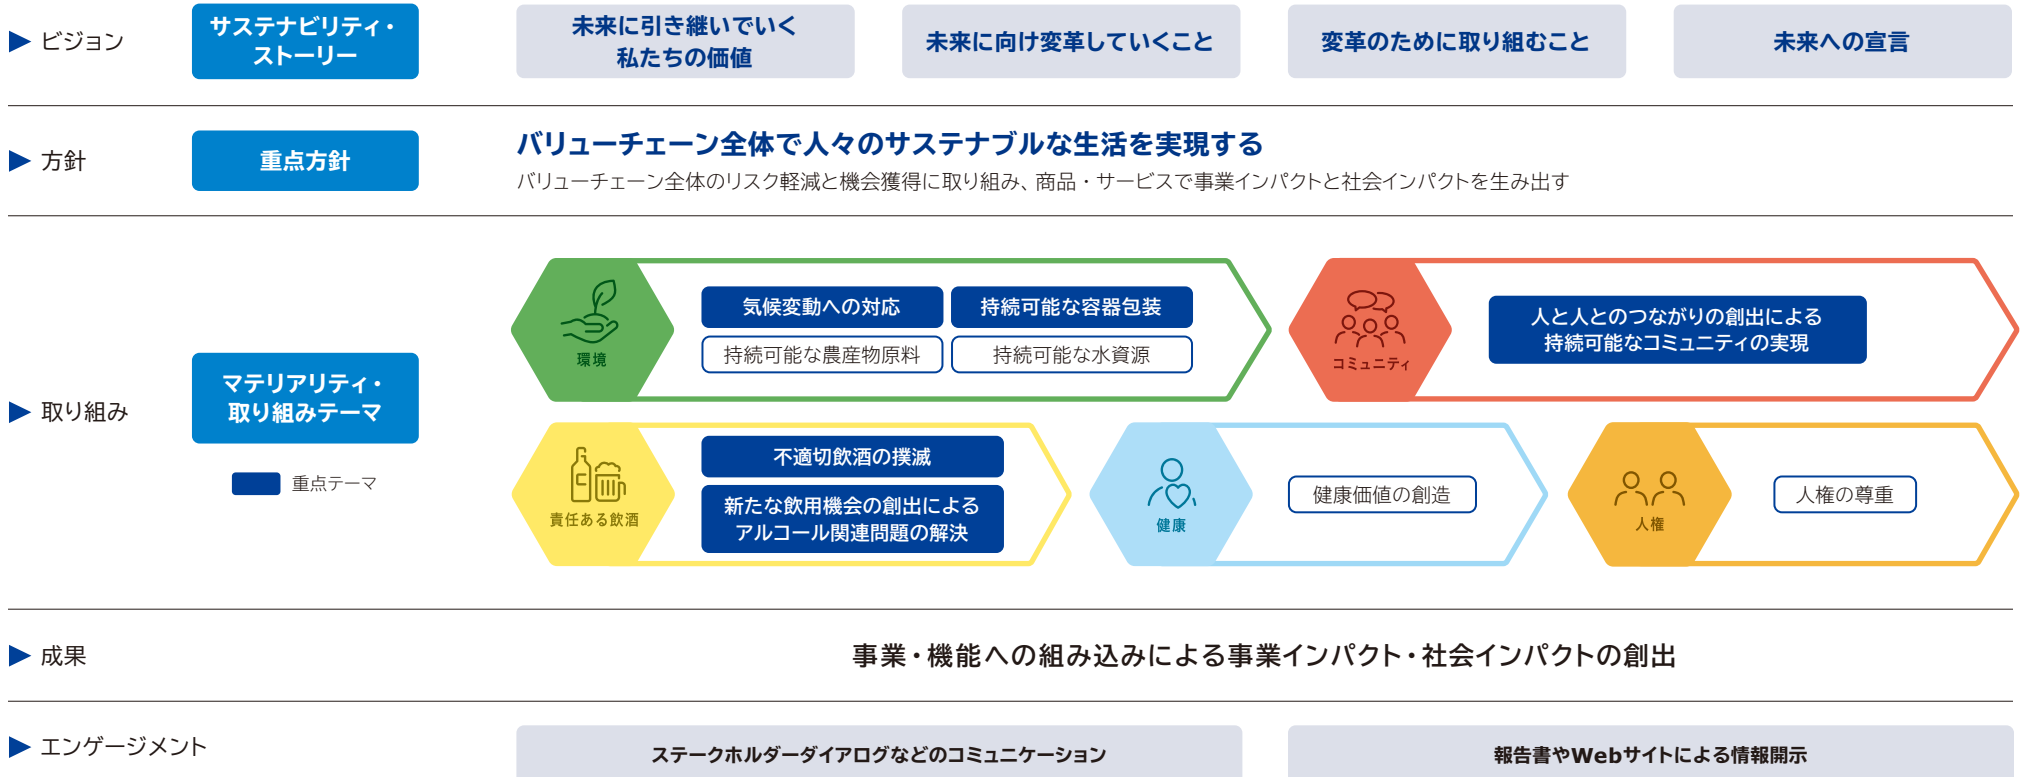 ビジョン
サステナビリティ・
ストーリー
未来に引き継いでいく
私たちの価値
未来に向け変革していくこと
変革のために取り組むこと
未来への宣言
方針
重点方針
バリューチェーン全体で人々のサステナブルな生活を実現する
バリューチェーン全体のリスク軽減と機会獲得に取り組み、商品・サービスで事業インパクトと社会インパクトを生み出す
取り組み
マテリアリティ・
取り組みテーマ
重点テーマ
環境
気候変動への対応
持続可能な容器包装
持続可能な農産物原料
持続可能な水資源
コミュニティ
人と人とのつながりの創出による
持続可能なコミュニティの実現
責任ある飲酒
不適切飲酒の撲滅
新たな飲用機会の創出による
アルコール関連問題の解決
健康
健康価値の創造
人権
人権の尊重
成果
事業・機能への組み込みによる事業インパクト・社会インパクトの創出
エンゲージメント
ステークホルダーダイアログなどのコミュニケーション
報告書やWebサイトによる情報開示